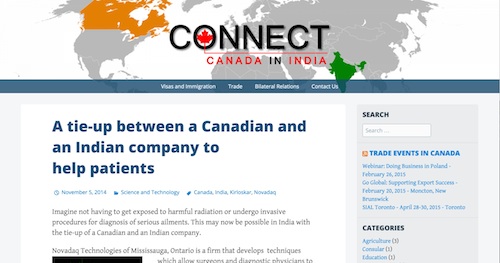 CONNECT
CANADA IN INDIA
Visas and Immigration Trade Bilateral Relations Contact Us
A tie-up between a Canadian and
an Indian company to
help patients
November 5, 2014 Science and Technology Canada, India, Kirloskar, Novadaq
Imagine not having to get exposed to harmful radiation or undergo invasive
procedures for diagnosis of serious ailments. This may now be possible in India with
the tie-up of a Canadian and an Indian company.
Novadaq Technologies of Mississauga, Ontario is a firm that develops techniques
which allow surgeons and diagnostic physicians to
SEARCH
Search ...
TRADE EVENTS IN CANADA
Webinar: Doing Business in Poland -
February 26, 2015
Go Global: Supporting Export Success -
February 20, 2015 - Moncton, New
Brunswick
SIAL Toronto - April 28-30, 2015 - Toronto
CATEGORIES
Agriculture (3)
Consular (1)
Education (1)